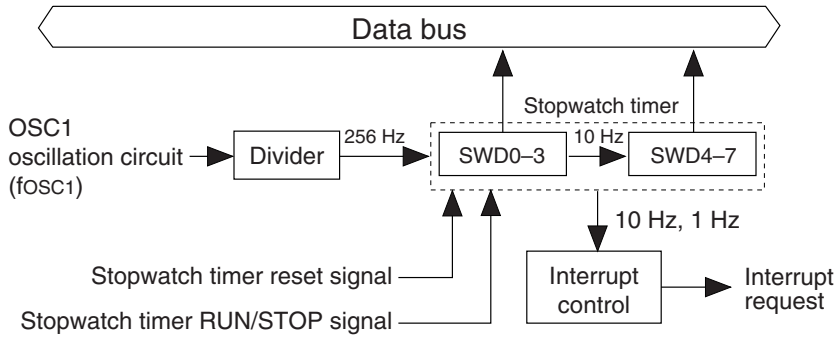 Data bus
Stopwatch timer
OSC1
oscillation circuit
(fOSC1)
Divider
256 Hz
SWD0–3
10 Hz
SWD4–7
10 Hz, 1 Hz
Stopwatch timer reset signal
Stopwatch timer RUN/STOP signal
Interrupt
control
Interrupt
request